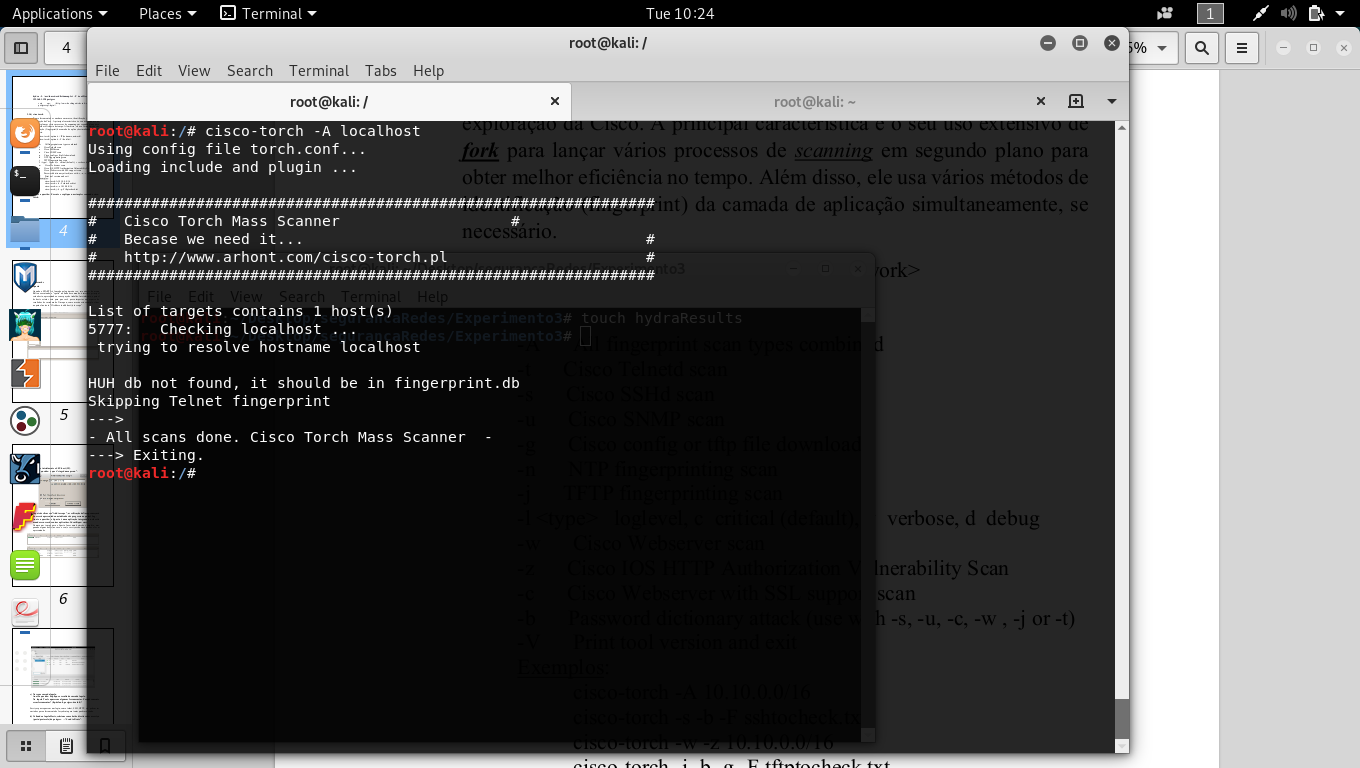 Applications Places Terminal Tue 10:24 1
4 root@kali: / 5%
File Edit View Search Terminal Tabs Help
root@kali: / root@kali: ~
root@kali:/# cisco-torch -A localhost
Using config file torch.conf...
Loading include and plugin ...
###############################################################
#   Cisco Torch Mass Scanner                   #
#   Becase we need it...                                      #
#   http://www.arhont.com/cisco-torch.pl                      #
###############################################################
List of targets contains 1 host(s)
5777:   Checking localhost ...
trying to resolve hostname localhost
HUH db not found, it should be in fingerprint.db
Skipping Telnet fingerprint
--->
- All scans done. Cisco Torch Mass Scanner  -
---> Exiting.
root@kali:/#
exploração da cisco. A principal característica é o seu uso extensivo de
fork para lançar vários processos de scanning em segundo plano para
obter melhor eficiência no tempo. Além disso, ele usa vários métodos de
(fingerprint) da camada de aplicação simultaneamente, se
necessário.
work>
File Edit View Search Terminal Help
/Desktop/segurancaRedes/Experimento3# touch hydraResults
/Desktop/segurancaRedes/Experimento3#
-A All fingerprint scan types combined
-t Cisco Telnetd scan
-s Cisco SSHd scan
-u Cisco SNMP scan
-g Cisco config or tftp file download
-n NTP fingerprinting scan
-j TFTP fingerprinting scan
-l <type> loglevel, c critical (default), v verbose, d debug
-w Cisco Webserver scan
-z Cisco IOS HTTP Authorization Vulnerability Scan
-c Cisco Webserver with SSL support scan
-b Password dictionary attack (use with -s, -u, -c, -w , -j or -t)
-V Print tool version and exit
Exemplos:
cisco-torch -A 10.10.0.0/16
cisco-torch -s -b -F sshtocheck.txt
cisco-torch -w -z 10.10.0.0/16
cisco-torch -j -b -g -F tftptocheck.txt
4
5
6